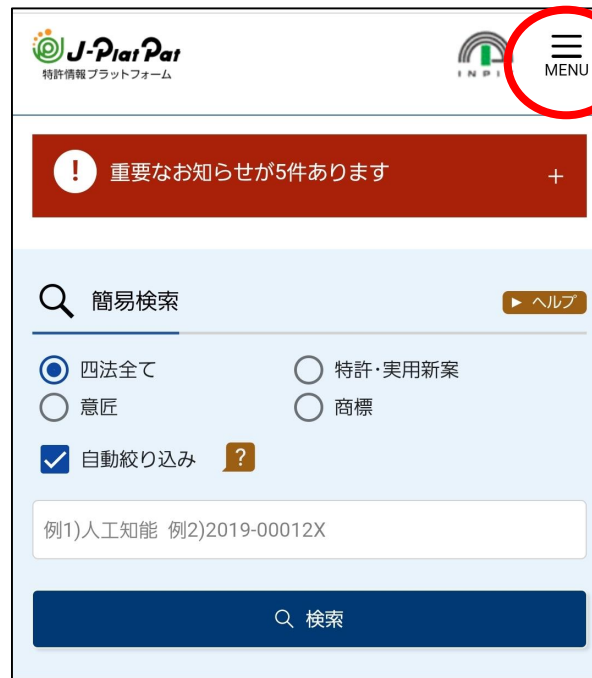 J-PlatPat
特許情報プラットフォーム
INPI
MENU
! 重要なお知らせが5件あります +
簡易検索
ヘルプ
四法全て
特許・実用新案
意匠
商標
自動絞り込み ?
例1)人工知能 例2)2019-00012X
検索